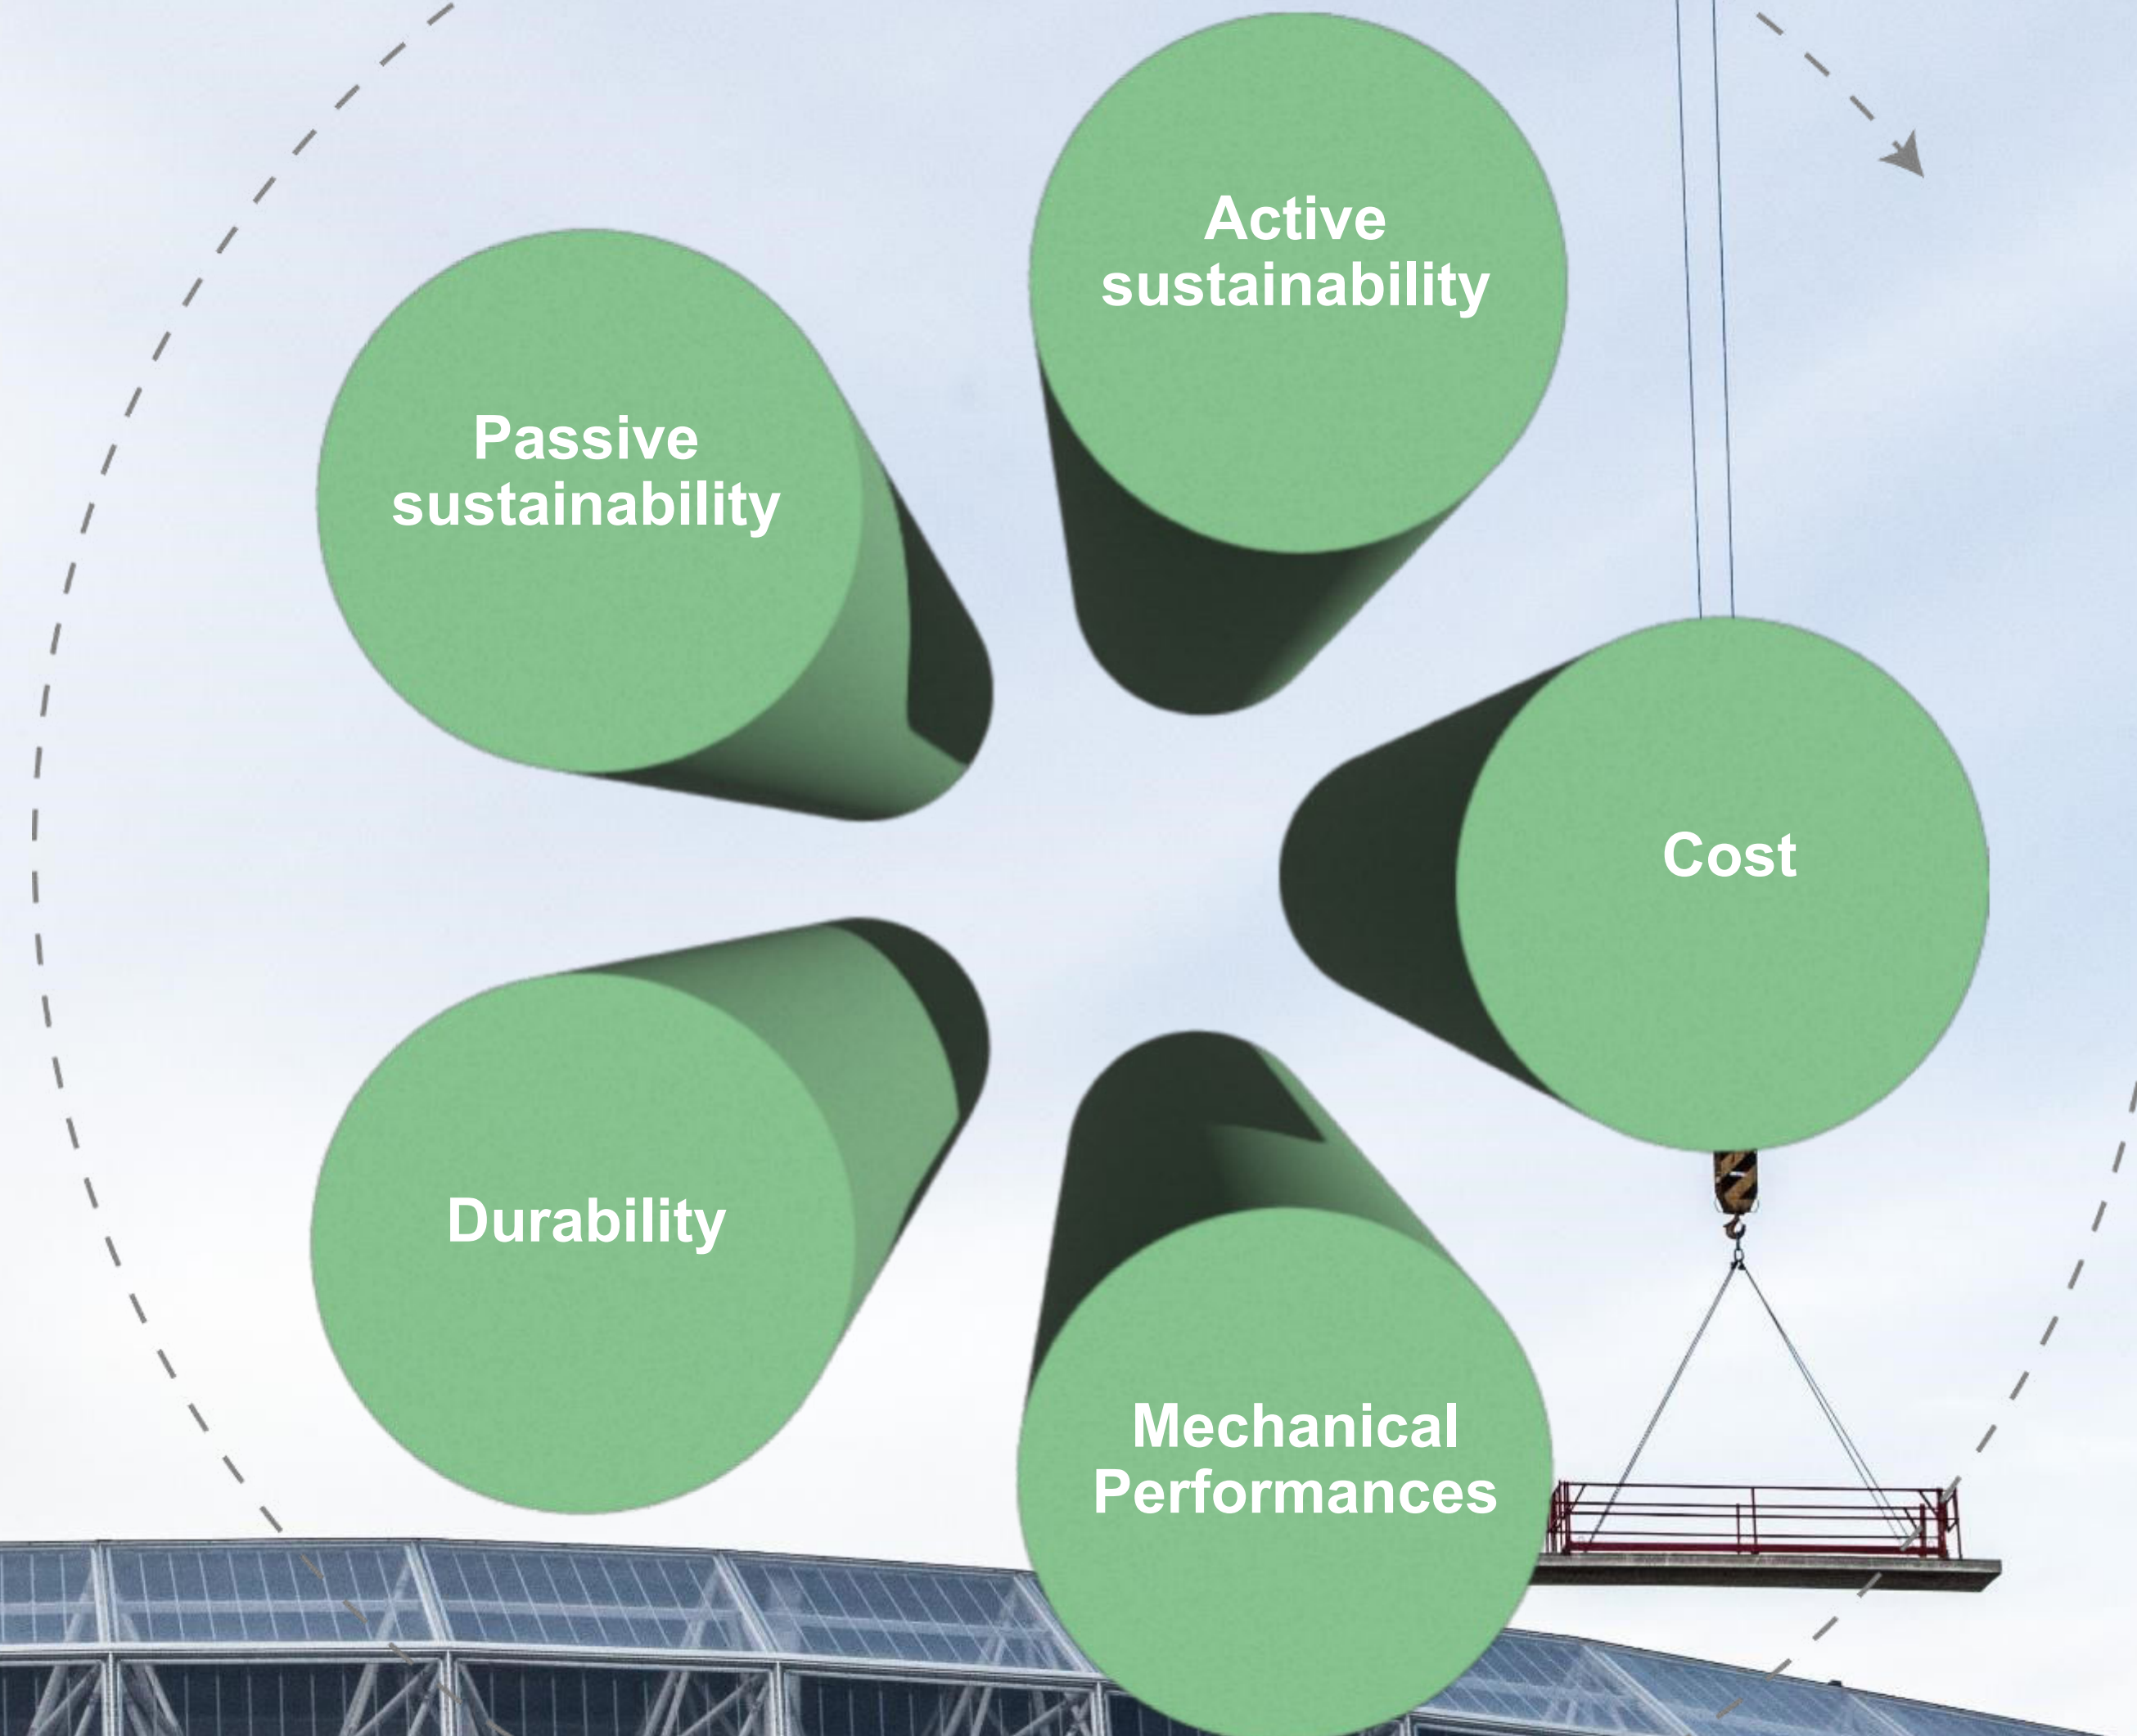 Active
sustainability
Passive
sustainability
Cost
Durability
Mechanical
Performances